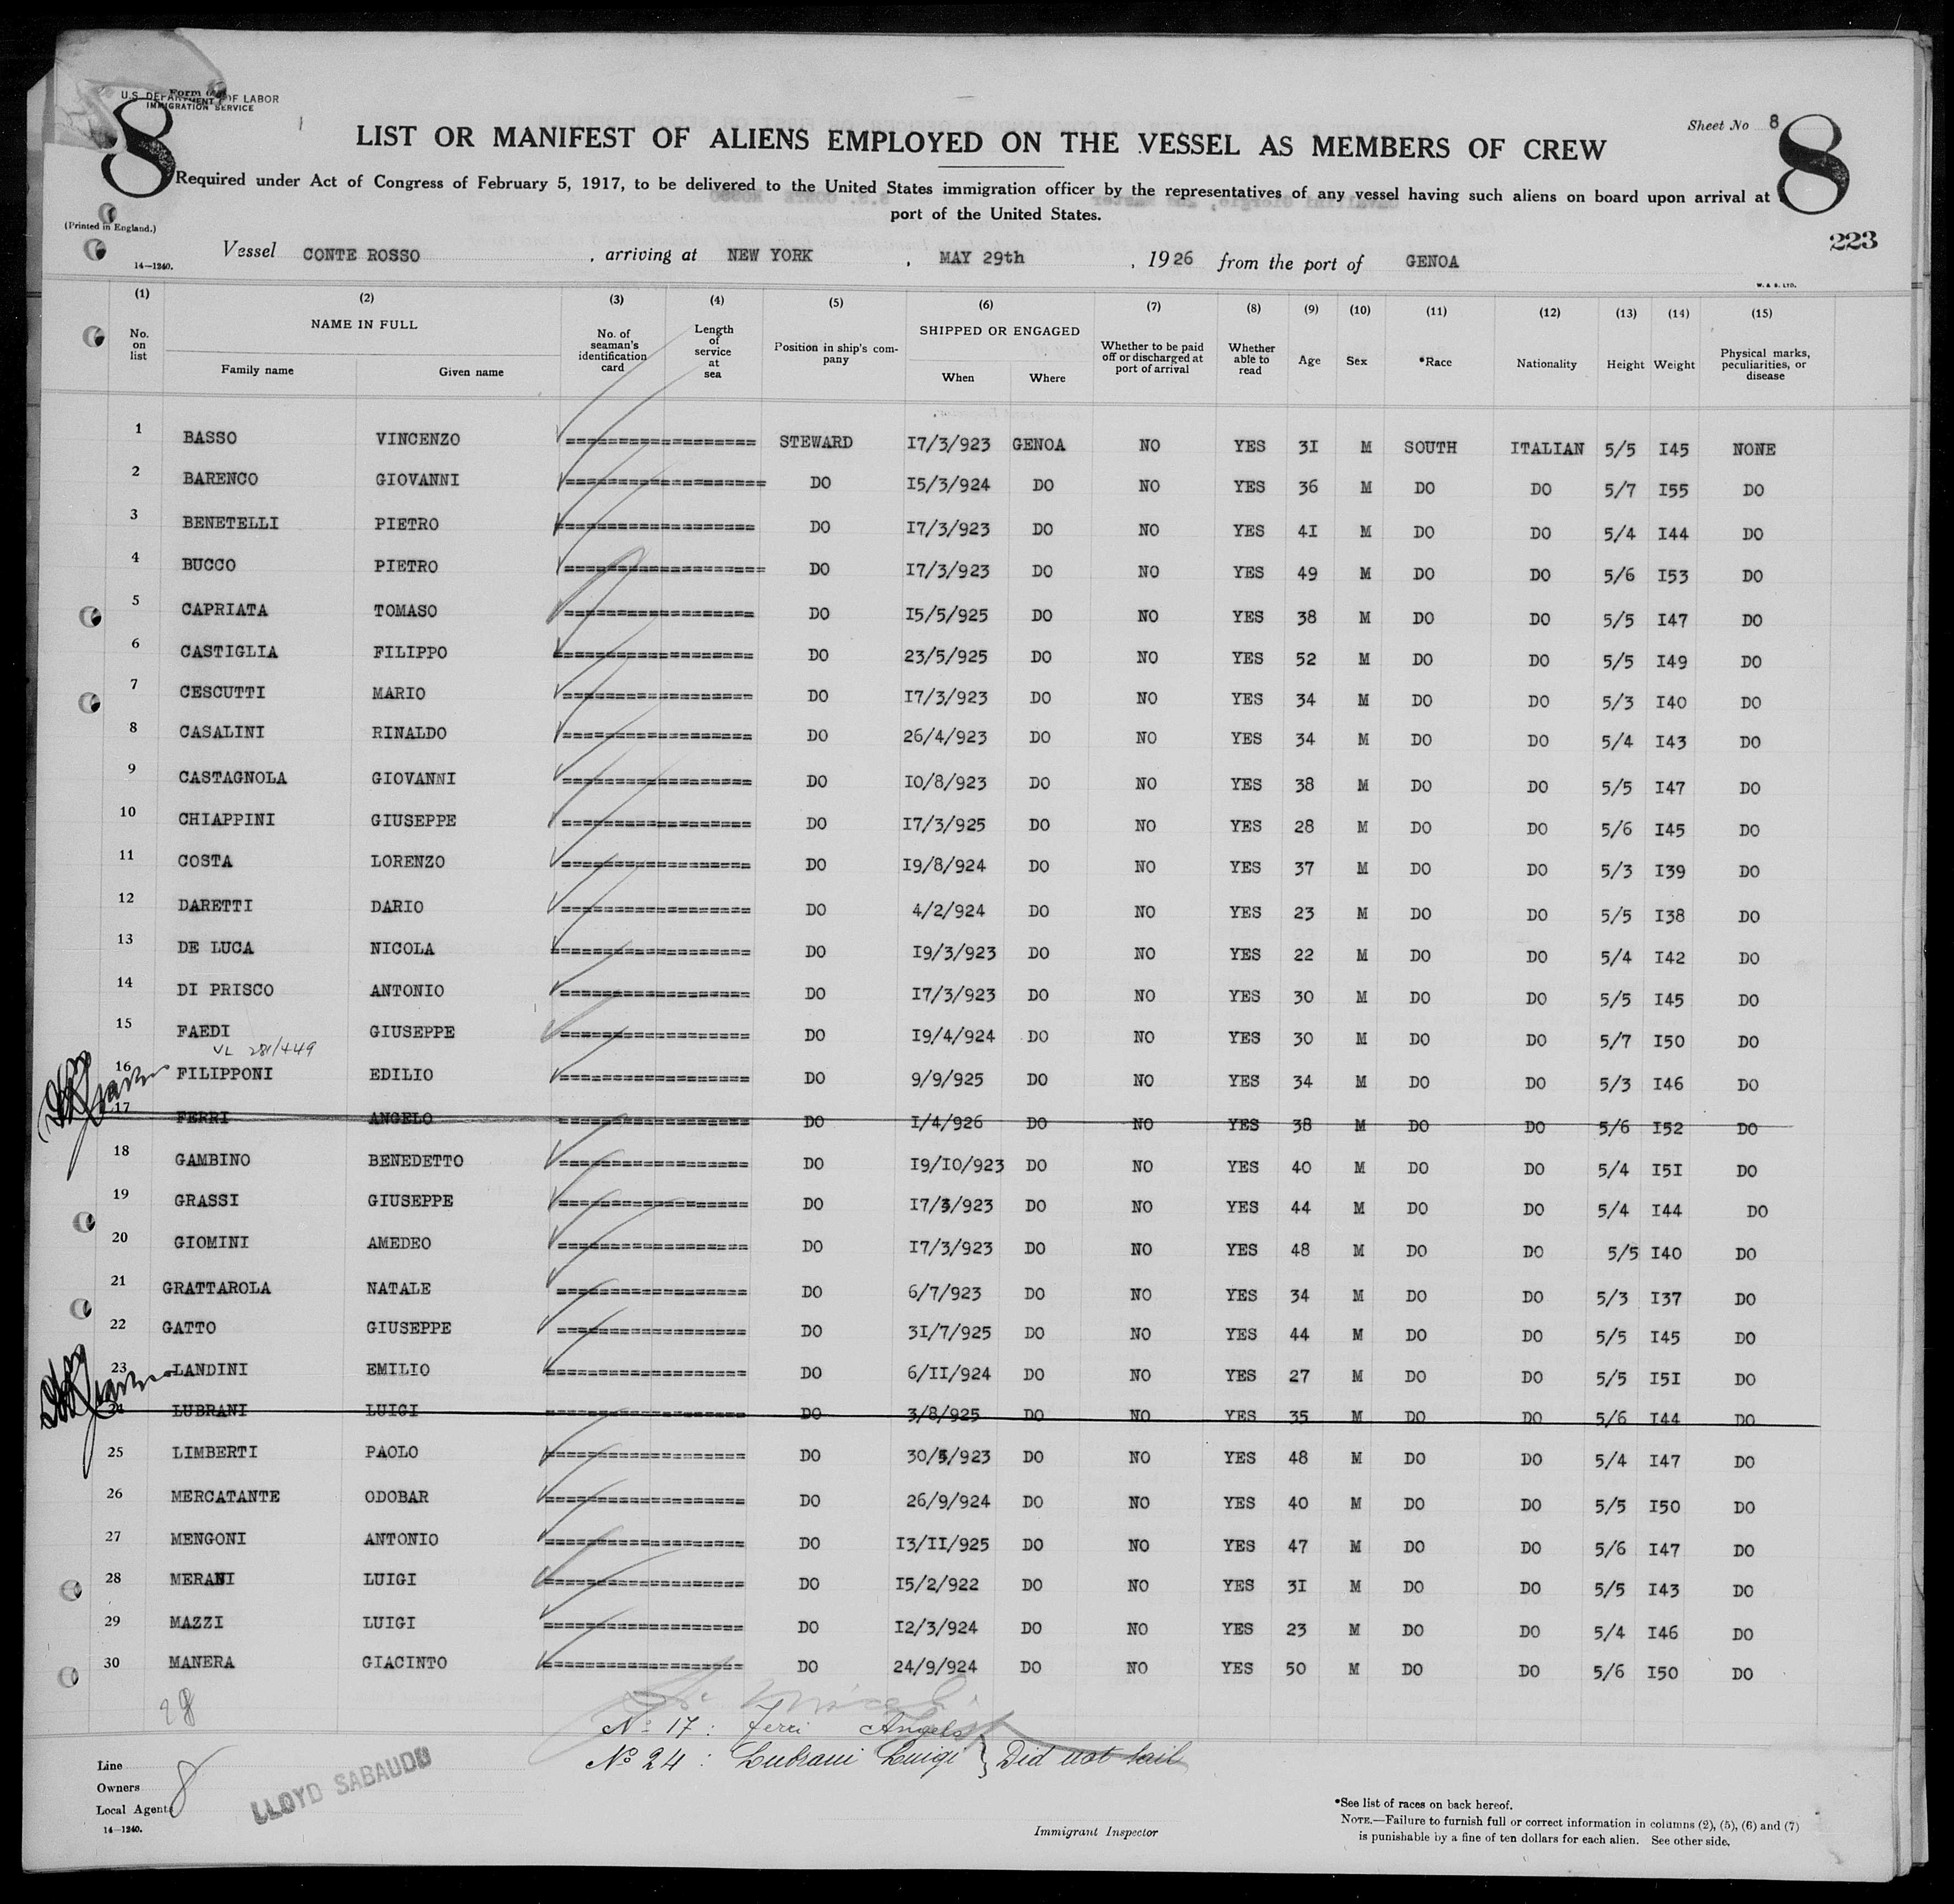 Form 689
U.S. DEPARTMENT OF LABOR
IMMIGRATION SERVICE
8
Sheet No 8
8
LIST OR MANIFEST OF ALIENS EMPLOYED ON THE VESSEL AS MEMBERS OF CREW
Required under Act of Congress of February 5, 1917, to be delivered to the United States immigration officer by the representatives of any vessel having such aliens on board upon arrival at
port of the United States.
(Printed in England.)
223
14—1240.
Vessel CONTE ROSSO , arriving at NEW YORK , MAY 29th , 1926 from the port of GENOA
W. & S. LTD.
(1) (2) (3) (4) (5) (6) (7) (8) (9) (10) (11) (12) (13) (14) (15)
No. on list NAME IN FULL Family name Given name No. of seaman's identification card Length of service at sea Position in ship's company SHIPPED OR ENGAGED When Where Whether to be paid off or discharged at port of arrival Whether able to read Age Sex *Race Nationality Height Weight Physical marks, peculiarities, or disease
1 BASSO VINCENZO STEWARD I7/3/923 GENOA NO YES 3I M SOUTH ITALIAN 5/5 I45 NONE
2 BARENCO GIOVANNI DO I5/3/924 DO NO YES 36 M DO DO 5/7 I55 DO
3 BENETELLI PIETRO DO I7/3/923 DO NO YES 4I M DO DO 5/4 I44 DO
4 BUCCO PIETRO DO I7/3/923 DO NO YES 49 M DO DO 5/6 I53 DO
5 CAPRIATA TOMASO DO I5/5/925 DO NO YES 38 M DO DO 5/5 I47 DO
6 CASTIGLIA FILIPPO DO 23/5/925 DO NO YES 52 M DO DO 5/5 I49 DO
7 CESCUTTI MARIO DO I7/3/923 DO NO YES 34 M DO DO 5/3 I40 DO
8 CASALINI RINALDO DO 26/4/923 DO NO YES 34 M DO DO 5/4 I43 DO
9 CASTAGNOLA GIOVANNI DO I0/8/923 DO NO YES 38 M DO DO 5/5 I47 DO
10 CHIAPPINI GIUSEPPE DO I7/3/925 DO NO YES 28 M DO DO 5/6 I45 DO
11 COSTA LORENZO DO I9/8/924 DO NO YES 37 M DO DO 5/3 I39 DO
12 DARETTI DARIO DO 4/2/924 DO NO YES 23 M DO DO 5/5 I38 DO
13 DE LUCA NICOLA DO I9/3/923 DO NO YES 22 M DO DO 5/4 I42 DO
14 DI PRISCO ANTONIO DO I7/3/923 DO NO YES 30 M DO DO 5/5 I45 DO
15 FAEDI GIUSEPPE DO I9/4/924 DO NO YES 30 M DO DO 5/7 I50 DO
VL 281/449
16 FILIPPONI EDILIO DO 9/9/925 DO NO YES 34 M DO DO 5/3 I46 DO
17 FERRI ANGELO DO I/4/926 DO NO YES 38 M DO DO 5/6 I52 DO
18 GAMBINO BENEDETTO DO I9/I0/923 DO NO YES 40 M DO DO 5/4 I5I DO
19 GRASSI GIUSEPPE DO I7/3/923 DO NO YES 44 M DO DO 5/4 I44 DO
20 GIOMINI AMEDEO DO I7/3/923 DO NO YES 48 M DO DO 5/5 I40 DO
21 GRATTAROLA NATALE DO 6/7/923 DO NO YES 34 M DO DO 5/3 I37 DO
22 GATTO GIUSEPPE DO 3I/7/925 DO NO YES 44 M DO DO 5/5 I45 DO
23 LANDINI EMILIO DO 6/II/924 DO NO YES 27 M DO DO 5/5 I5I DO
24 LUBRANI LUIGI DO 3/8/925 DO NO YES 35 M DO DO 5/6 I44 DO
25 LIMBERTI PAOLO DO 30/5/923 DO NO YES 48 M DO DO 5/4 I47 DO
26 MERCATANTE ODOBAR DO 26/9/924 DO NO YES 40 M DO DO 5/5 I50 DO
27 MENGONI ANTONIO DO I3/II/925 DO NO YES 47 M DO DO 5/6 I47 DO
28 MERANI LUIGI DO I5/2/922 DO NO YES 3I M DO DO 5/5 I43 DO
29 MAZZI LUIGI DO I2/3/924 DO NO YES 23 M DO DO 5/4 I46 DO
30 MANERA GIACINTO DO 24/9/924 DO NO YES 50 M DO DO 5/6 I50 DO
28
No 17 : Ferri Angelo
No 24 : Lubrani Luigi } Did not sail
Line
Owners
Local Agents
8
LLOYD SABAUDO
14—1240.
Immigrant Inspector
*See list of races on back hereof.
NOTE.—Failure to furnish full or correct information in columns (2), (5), (6) and (7)
is punishable by a fine of ten dollars for each alien. See other side.